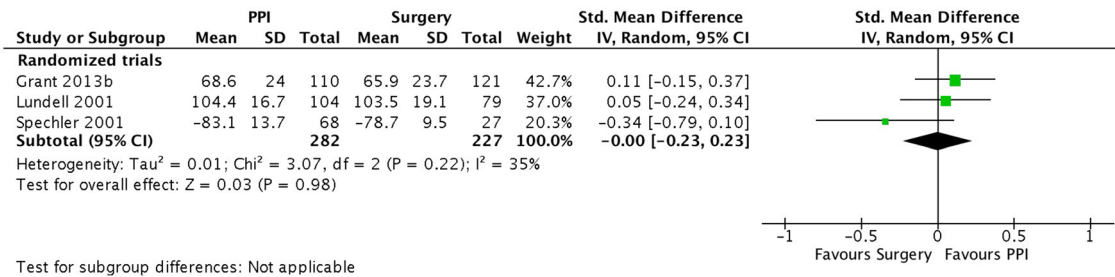 PPI Surgery Std. Mean Difference Std. Mean Difference
Study or Subgroup Mean SD Total Mean SD Total Weight IV, Random, 95% CI IV, Random, 95% CI
Randomized trials
Grant 2013b 68.6 24 110 65.9 23.7 121 42.7% 0.11 [-0.15, 0.37]
Lundell 2001 104.4 16.7 104 103.5 19.1 79 37.0% 0.05 [-0.24, 0.34]
Spechler 2001 -83.1 13.7 68 -78.7 9.5 27 20.3% -0.34 [-0.79, 0.10]
Subtotal (95% CI) 282 227 100.0% -0.00 [-0.23, 0.23]
Heterogeneity: Tau² = 0.01; Chi² = 3.07, df = 2 (P = 0.22); I² = 35%
Test for overall effect: Z = 0.03 (P = 0.98)
-1 -0.5 0 0.5 1
Favours Surgery Favours PPI
Test for subgroup differences: Not applicable